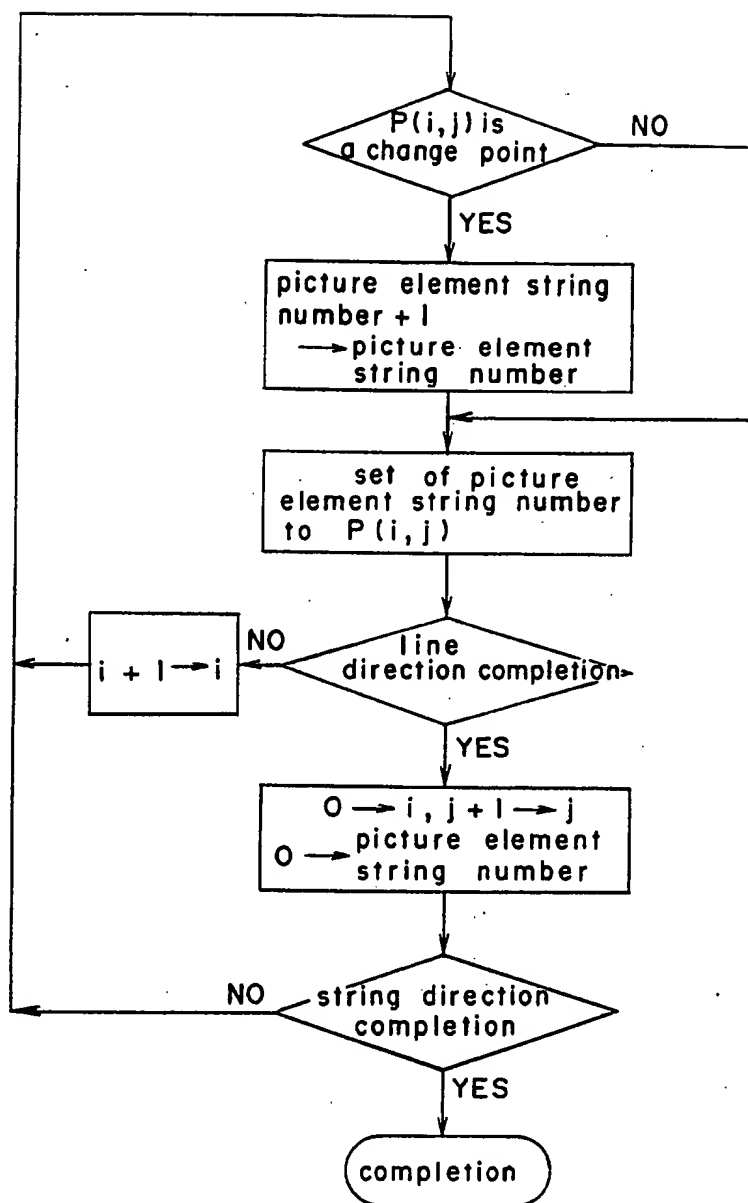 P(i,j) is
a change point
NO
YES
picture element string
number + 1
→ picture element
string number
set of picture
element string number
to P(i,j)
line
direction completion
NO
i + 1 → i
YES
0 → i, j + 1 → j
0 → picture element
string number
string direction
completion
NO
YES
completion